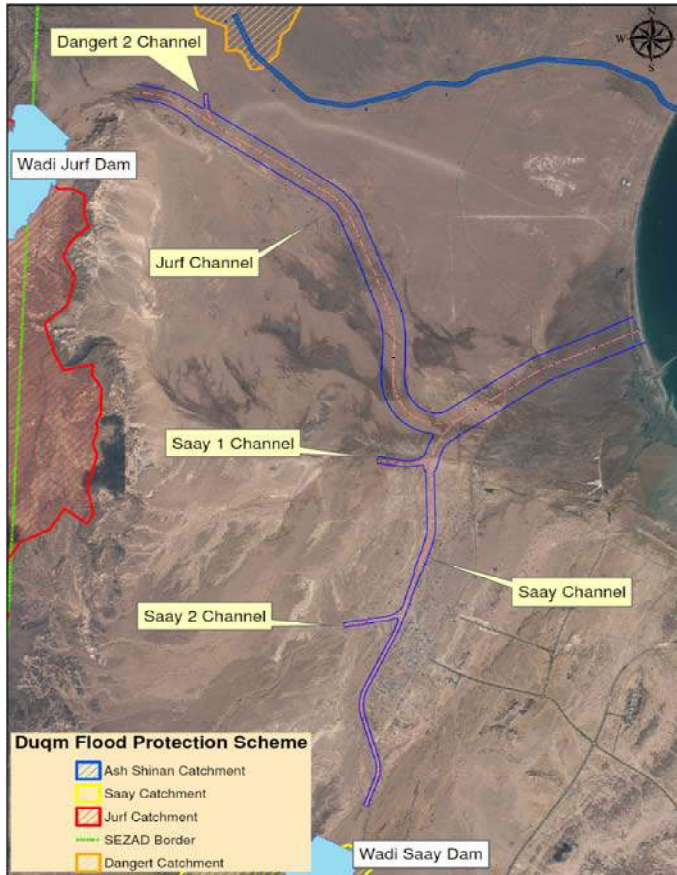 Dangert 2 Channel
W
S
Wadi Jurf Dam
Jurf Channel
Saay 1 Channel
Saay Channel
Saay 2 Channel
Duqm Flood Protection Scheme
Ash Shinan Catchment
Saay Catchment
Jurf Catchment
SEZAD Border
Dangert Catchment
Wadi Saay Dam